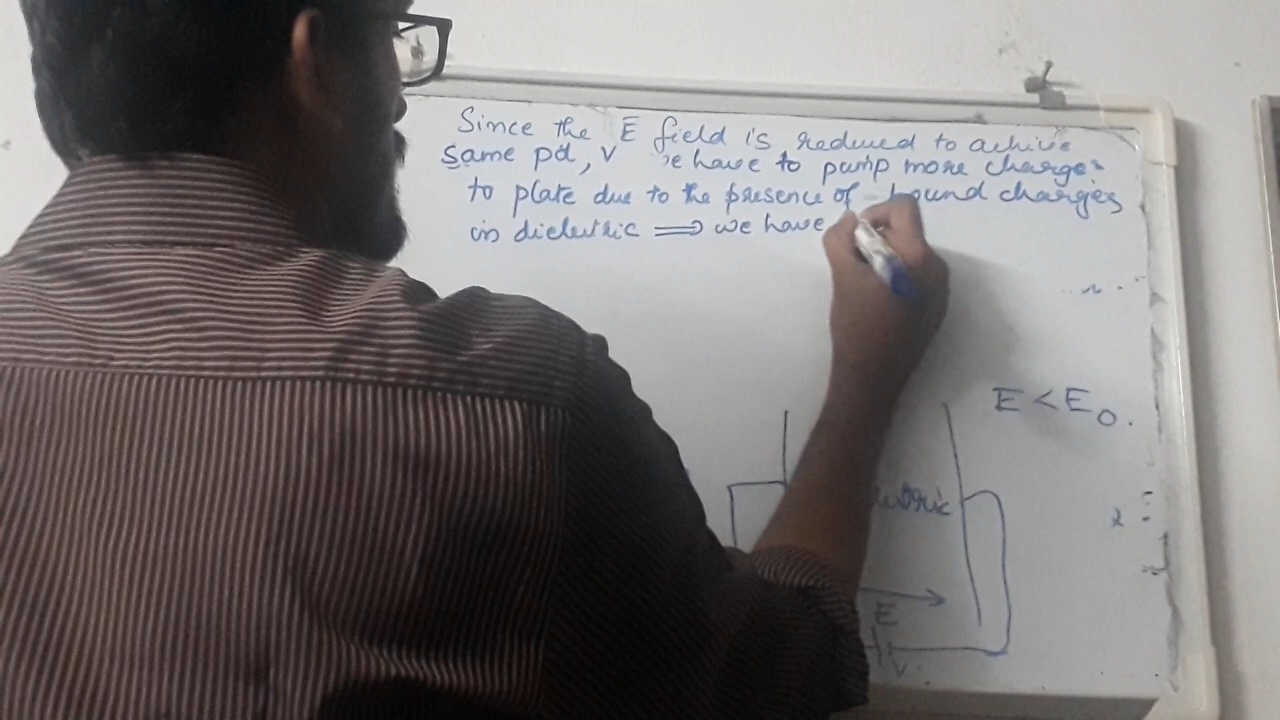 Since the E̅ field is reduced to achive
same pd, V we have to pump more charges
to plate due to the presence of - bound charges
in dielectric ⟹ we have
E < E₀.
E
V.